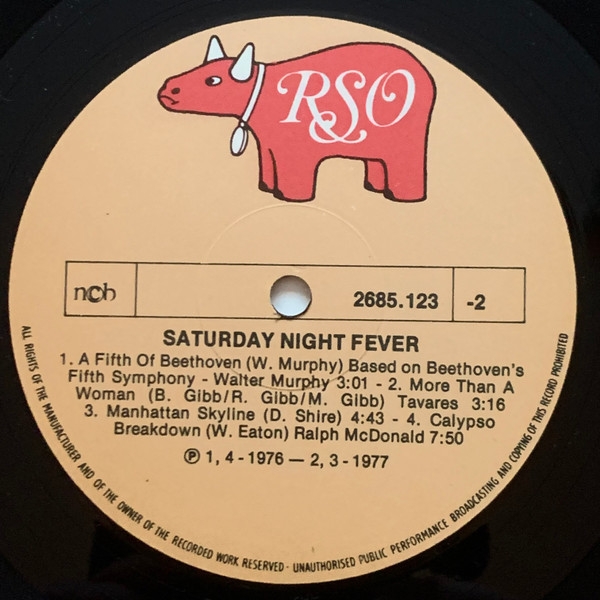 RSO
ncb
2685.123
-2
SATURDAY NIGHT FEVER
1. A Fifth Of Beethoven (W. Murphy) Based on Beethoven's
Fifth Symphony - Walter Murphy 3:01 - 2. More Than A
Woman (B. Gibb/R. Gibb/M. Gibb) Tavares 3:16
3. Manhattan Skyline (D. Shire) 4:43 - 4. Calypso
Breakdown (W. Eaton) Ralph McDonald 7:50
Ⓟ 1, 4 - 1976 — 2, 3 - 1977
ALL RIGHTS OF THE MANUFACTURER AND OF THE OWNER OF THE RECORDED WORK RESERVED · UNAUTHORISED PUBLIC PERFORMANCE BROADCASTING AND COPYING OF THIS RECORD PROHIBITED